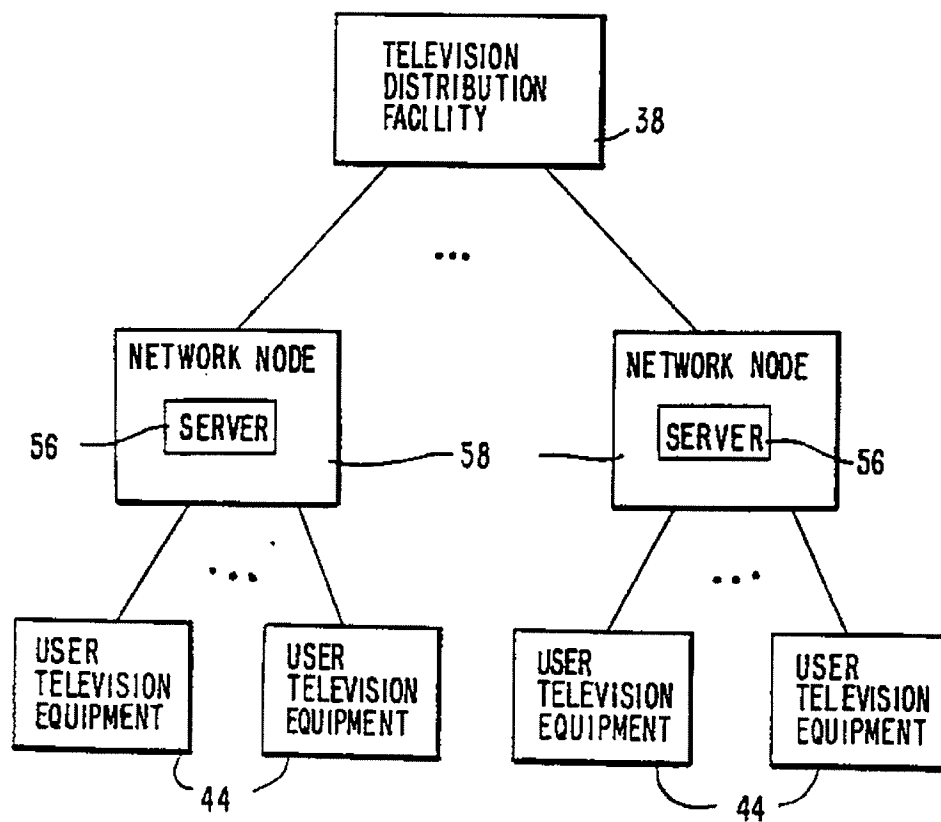 TELEVISION
DISTRIBUTION
FACILITY
38
NETWORK NODE
SERVER
56
58
NETWORK NODE
SERVER
56
USER
TELEVISION
EQUIPMENT
USER
TELEVISION
EQUIPMENT
44
USER
TELEVISION
EQUIPMENT
USER
TELEVISION
EQUIPMENT
44